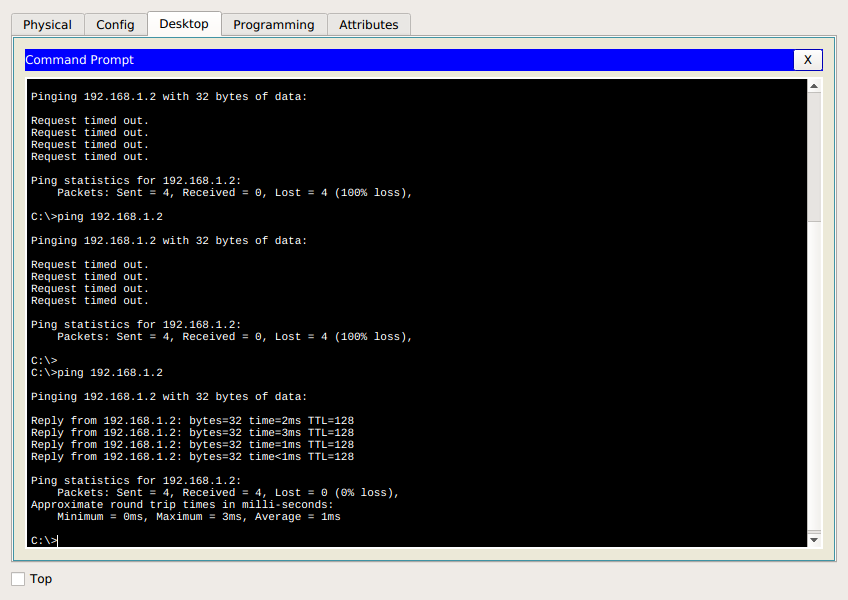 Physical Config Desktop Programming Attributes
Command Prompt X
Pinging 192.168.1.2 with 32 bytes of data:
Request timed out.
Request timed out.
Request timed out.
Request timed out.
Ping statistics for 192.168.1.2:
Packets: Sent = 4, Received = 0, Lost = 4 (100% loss),
C:\>ping 192.168.1.2
Pinging 192.168.1.2 with 32 bytes of data:
Request timed out.
Request timed out.
Request timed out.
Request timed out.
Ping statistics for 192.168.1.2:
Packets: Sent = 4, Received = 0, Lost = 4 (100% loss),
C:\>
C:\>ping 192.168.1.2
Pinging 192.168.1.2 with 32 bytes of data:
Reply from 192.168.1.2: bytes=32 time=2ms TTL=128
Reply from 192.168.1.2: bytes=32 time=3ms TTL=128
Reply from 192.168.1.2: bytes=32 time=1ms TTL=128
Reply from 192.168.1.2: bytes=32 time<1ms TTL=128
Ping statistics for 192.168.1.2:
Packets: Sent = 4, Received = 4, Lost = 0 (0% loss),
Approximate round trip times in milli-seconds:
Minimum = 0ms, Maximum = 3ms, Average = 1ms
C:\>
Top